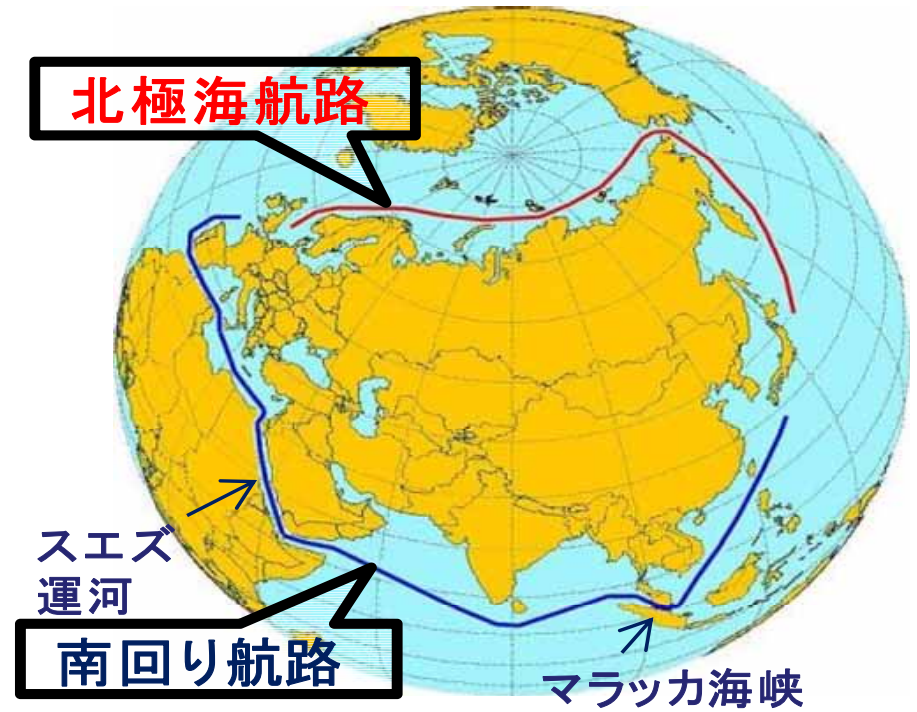 北極海航路
スエズ
運河
南回り航路
マラッカ海峡